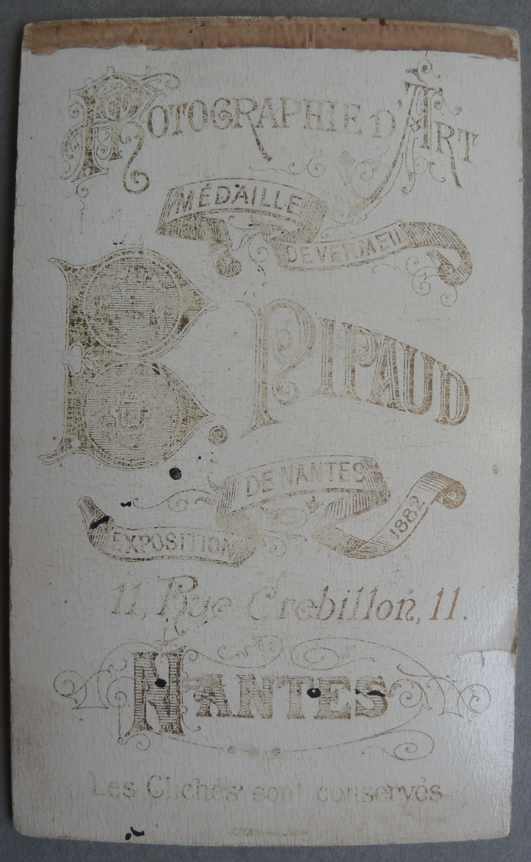 PHOTOGRAPHIE D'ART
MÉDAILLE
DE VERMEIL
B. PIPAUD
DE NANTES
EXPOSITION
1882
11, Rue Crebillon, 11.
NANTES
Les Clichés sont conservés